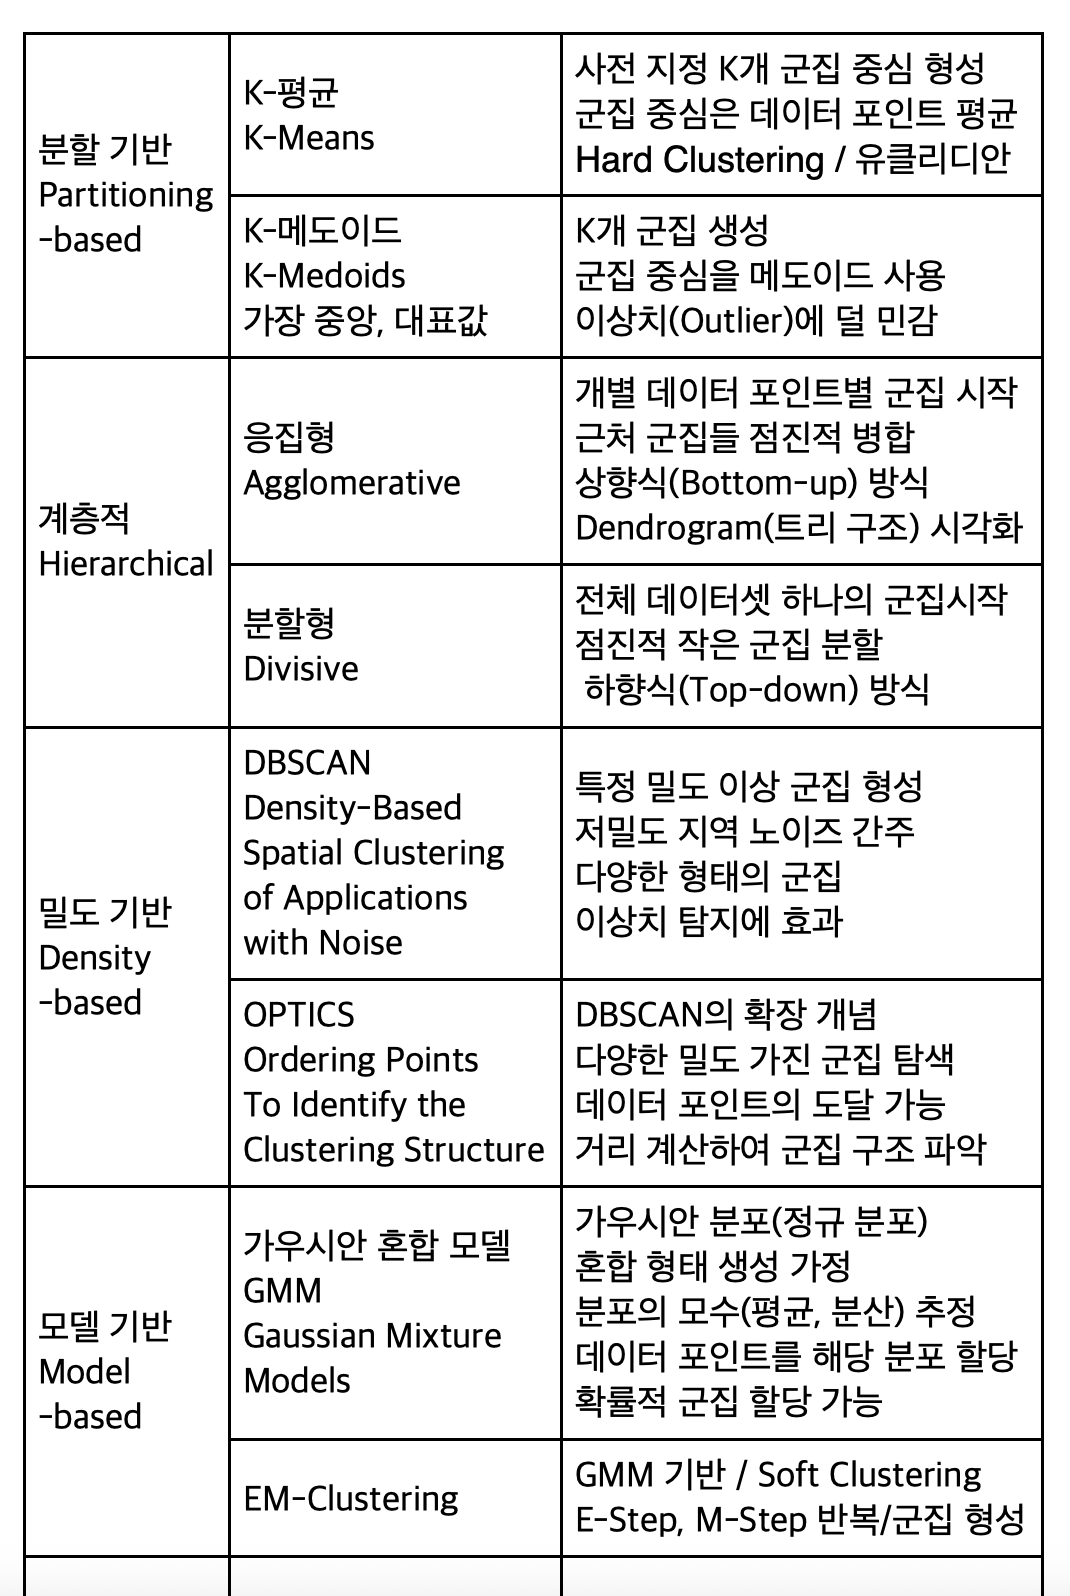 분할 기반
Partitioning
-based
K-평균
K-Means
사전 지정 K개 군집 중심 형성
군집 중심은 데이터 포인트 평균
Hard Clustering / 유클리디안
K-메도이드
K-Medoids
가장 중앙, 대표값
K개 군집 생성
군집 중심을 메도이드 사용
이상치(Outlier)에 덜 민감
계층적
Hierarchical
응집형
Agglomerative
개별 데이터 포인트별 군집 시작
근처 군집들 점진적 병합
상향식(Bottom-up) 방식
Dendrogram(트리 구조) 시각화
분할형
Divisive
전체 데이터셋 하나의 군집시작
점진적 작은 군집 분할
하향식(Top-down) 방식
밀도 기반
Density
-based
DBSCAN
Density-Based
Spatial Clustering
of Applications
with Noise
특정 밀도 이상 군집 형성
저밀도 지역 노이즈 간주
다양한 형태의 군집
이상치 탐지에 효과
OPTICS
Ordering Points
To Identify the
Clustering Structure
DBSCAN의 확장 개념
다양한 밀도 가진 군집 탐색
데이터 포인트의 도달 가능
거리 계산하여 군집 구조 파악
모델 기반
Model
-based
가우시안 혼합 모델
GMM
Gaussian Mixture
Models
가우시안 분포(정규 분포)
혼합 형태 생성 가정
분포의 모수(평균, 분산) 추정
데이터 포인트를 해당 분포 할당
확률적 군집 할당 가능
EM-Clustering
GMM 기반 / Soft Clustering
E-Step, M-Step 반복/군집 형성